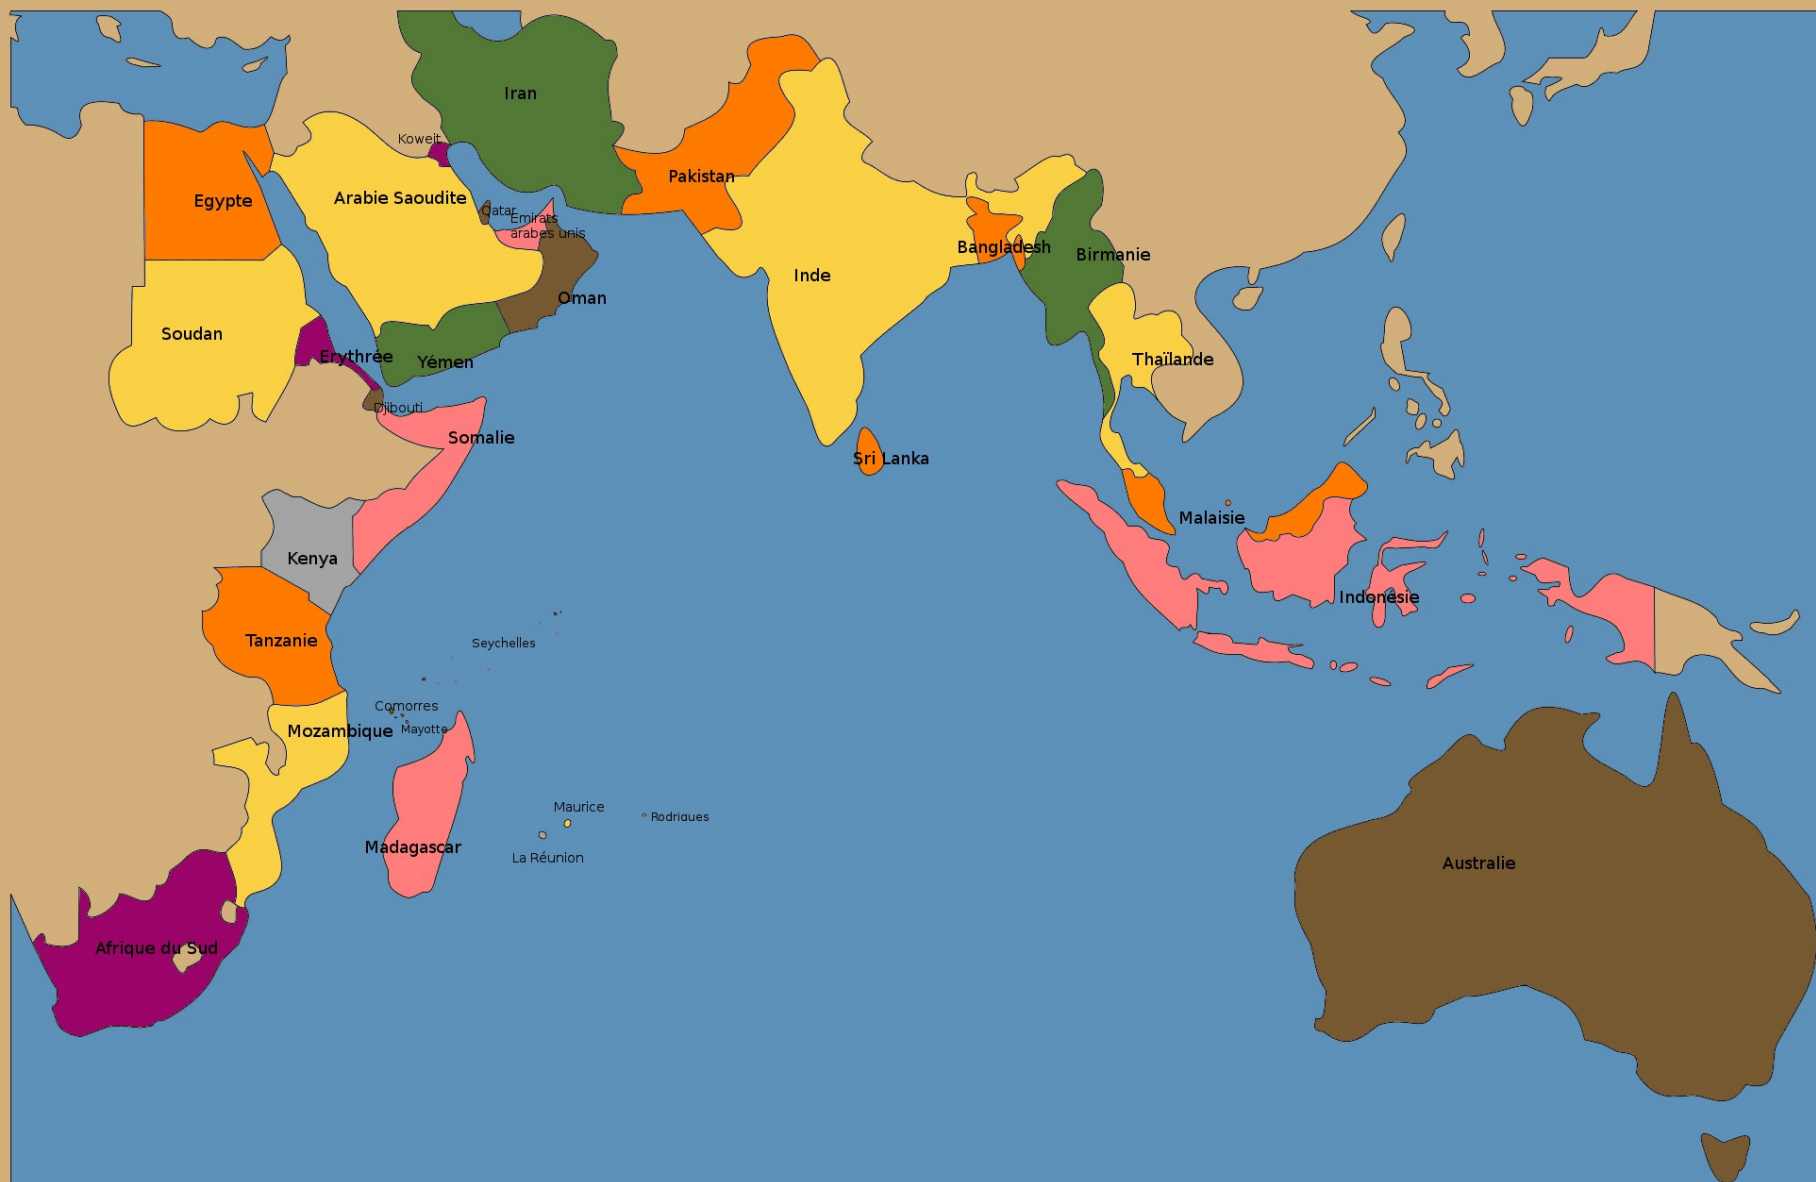 Iran
Koweit
Pakistan
Egypte
Arabie Saoudite
Qatar
Emirats
arabes unis
Bangladesh
Birmanie
Inde
Oman
Soudan
Erythrée
Yémen
Thaïlande
Djibouti
Somalie
Sri Lanka
Malaisie
Kenya
Indonésie
Tanzanie
Seychelles
Comorres
Mayotte
Mozambique
Maurice
Rodrigues
Madagascar
La Réunion
Australie
Afrique du Sud